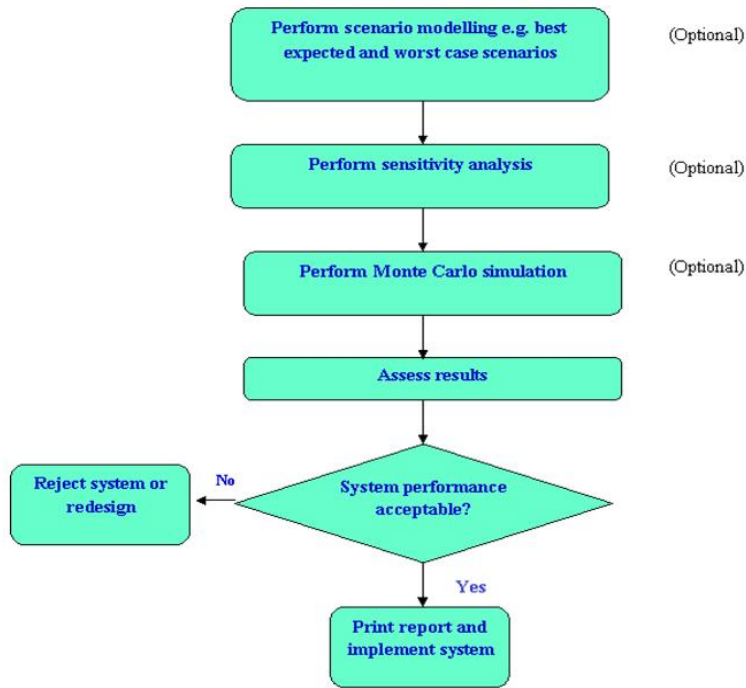 Perform scenario modelling e.g. best
expected and worst case scenarios
(Optional)
Perform sensitivity analysis
(Optional)
Perform Monte Carlo simulation
(Optional)
Assess results
System performance
acceptable?
No
Reject system or
redesign
Yes
Print report and
implement system